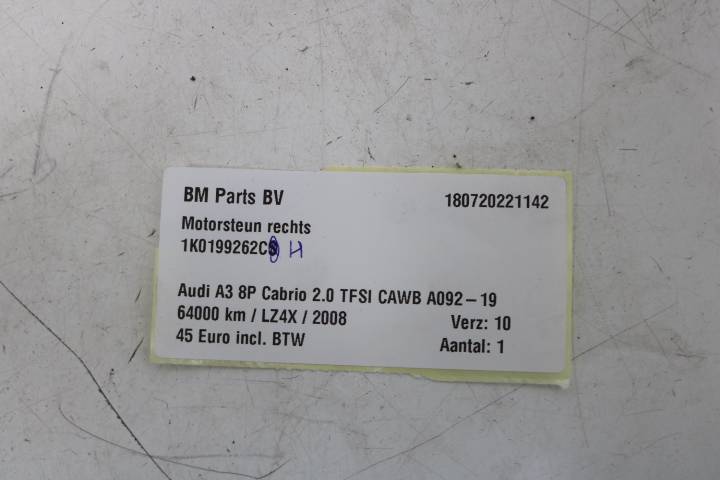 BM Parts BV 180720221142
Motorsteun rechts
1K0199262C H
Audi A3 8P Cabrio 2.0 TFSI CAWB A092-19
64000 km / LZ4X / 2008 Verz: 10
45 Euro incl. BTW Aantal: 1